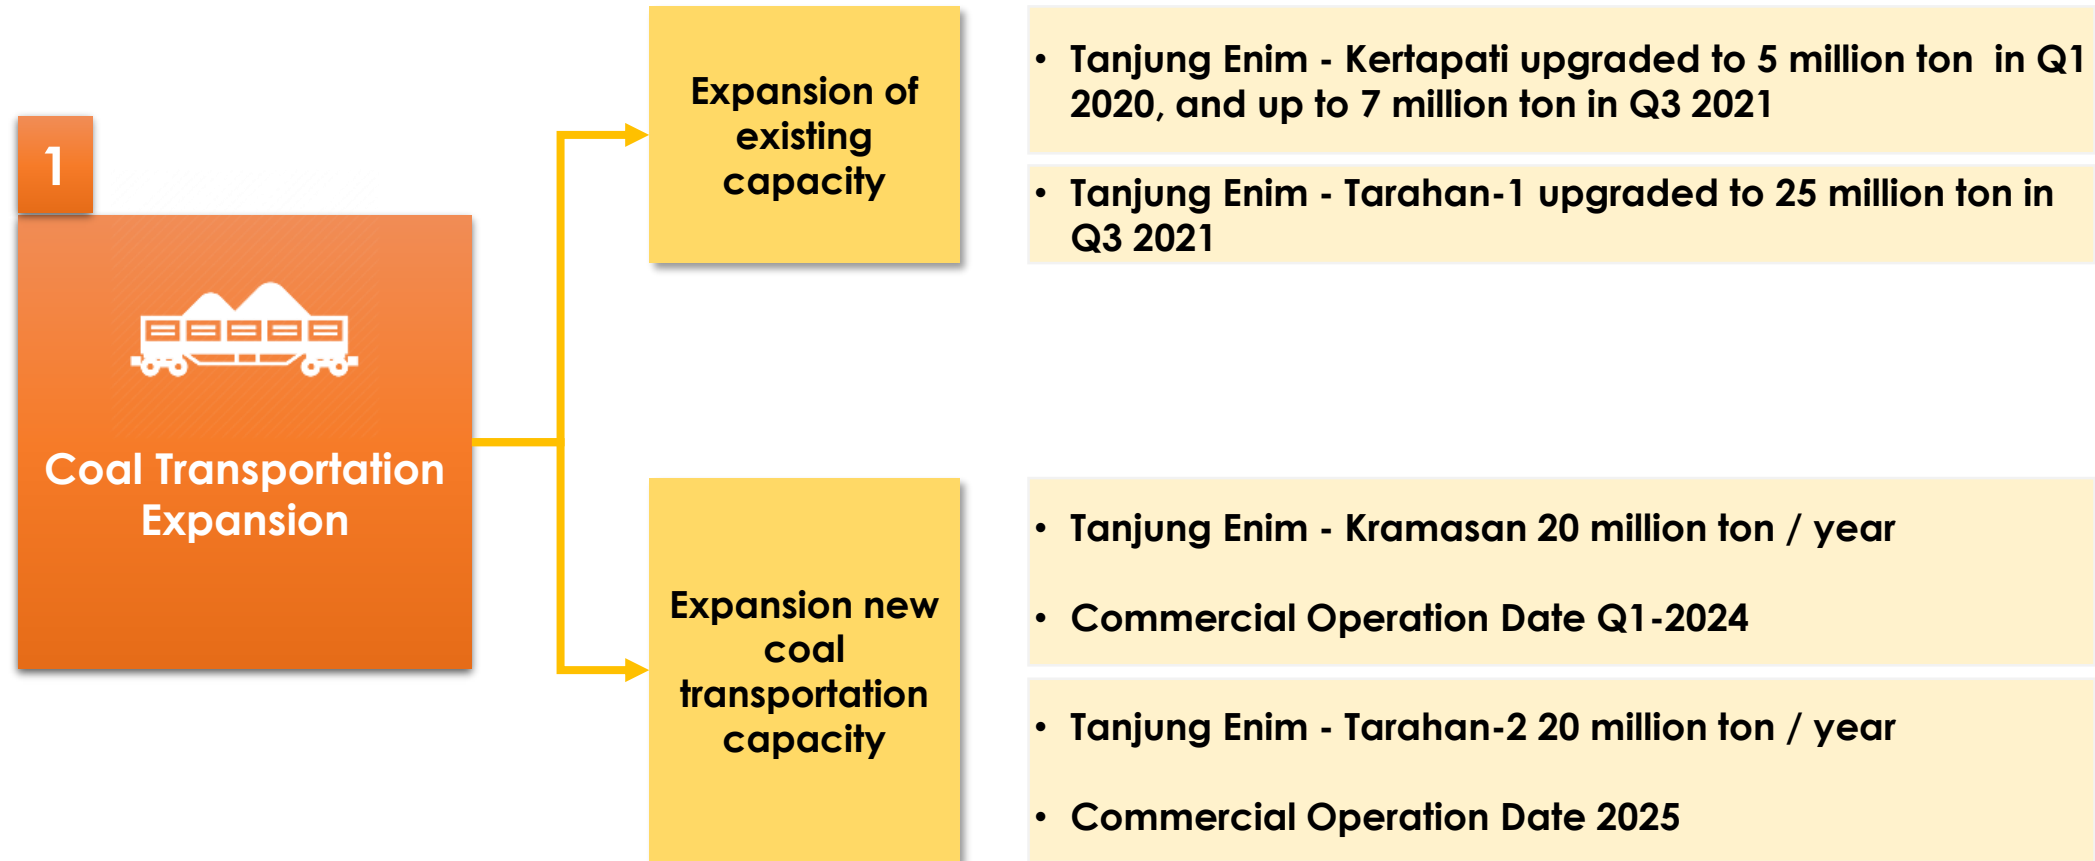 1
Coal Transportation
Expansion
Expansion of
existing
capacity
• Tanjung Enim - Kertapati upgraded to 5 million ton  in Q1
2020, and up to 7 million ton in Q3 2021
• Tanjung Enim - Tarahan-1 upgraded to 25 million ton in
Q3 2021
Expansion new
coal
transportation
capacity
• Tanjung Enim - Kramasan 20 million ton / year
• Commercial Operation Date Q1-2024
• Tanjung Enim - Tarahan-2 20 million ton / year
• Commercial Operation Date 2025